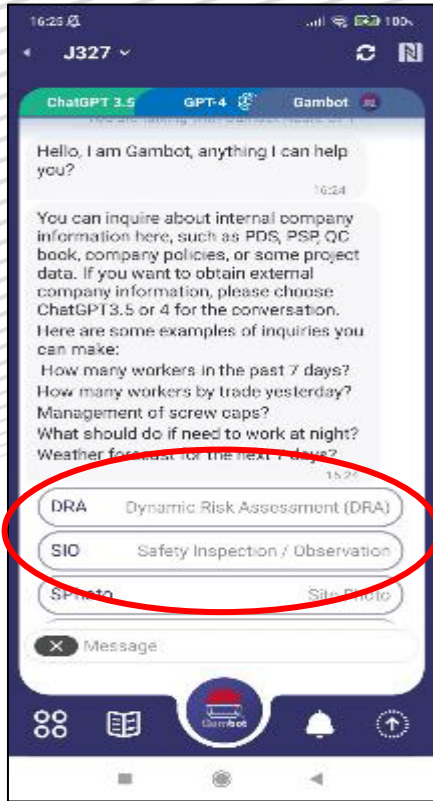 16:25
100%
J327
ChatGPT 3.5 GPT-4 Gambot
Hello, I am Gambot, anything I can help
you?
16:24
You can inquire about internal company
information here, such as PDS, PSP, QC
book, company policies, or some project
data. If you want to obtain external
company information, please choose
ChatGPT3.5 or 4 for the conversation.
Here are some examples of inquiries you
can make:
How many workers in the past 7 days?
How many workers by trade yesterday?
Management of screw caps?
What should do if need to work at night?
Weather forecast for the next 7 days?
DRA Dynamic Risk Assessment (DRA)
SIO Safety Inspection / Observation
SPhoto Site Photo
Message
Gambot